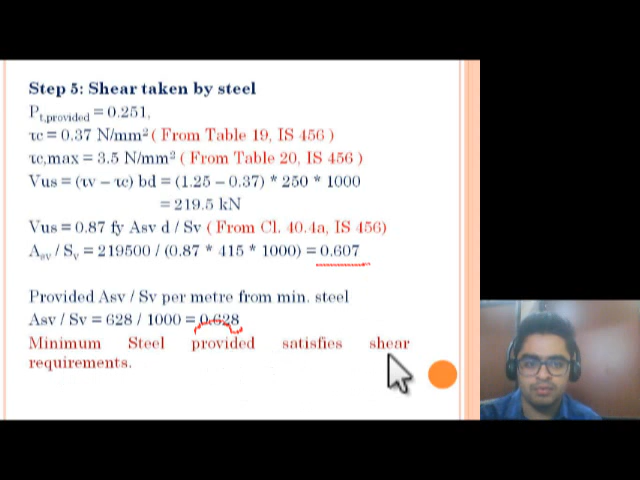 Step 5: Shear taken by steel
Pt,provided = 0.251,
τc = 0.37 N/mm² ( From Table 19, IS 456 )
τc,max = 3.5 N/mm² ( From Table 20, IS 456 )
Vus = (τv – τc) bd = (1.25 – 0.37) * 250 * 1000
= 219.5 kN
Vus = 0.87 fy Asv d / Sv ( From Cl. 40.4a, IS 456)
Asv / Sv = 219500 / (0.87 * 415 * 1000) = 0.607
Provided Asv / Sv per metre from min. steel
Asv / Sv = 628 / 1000 = 0.628
Minimum Steel provided satisfies shear
requirements.